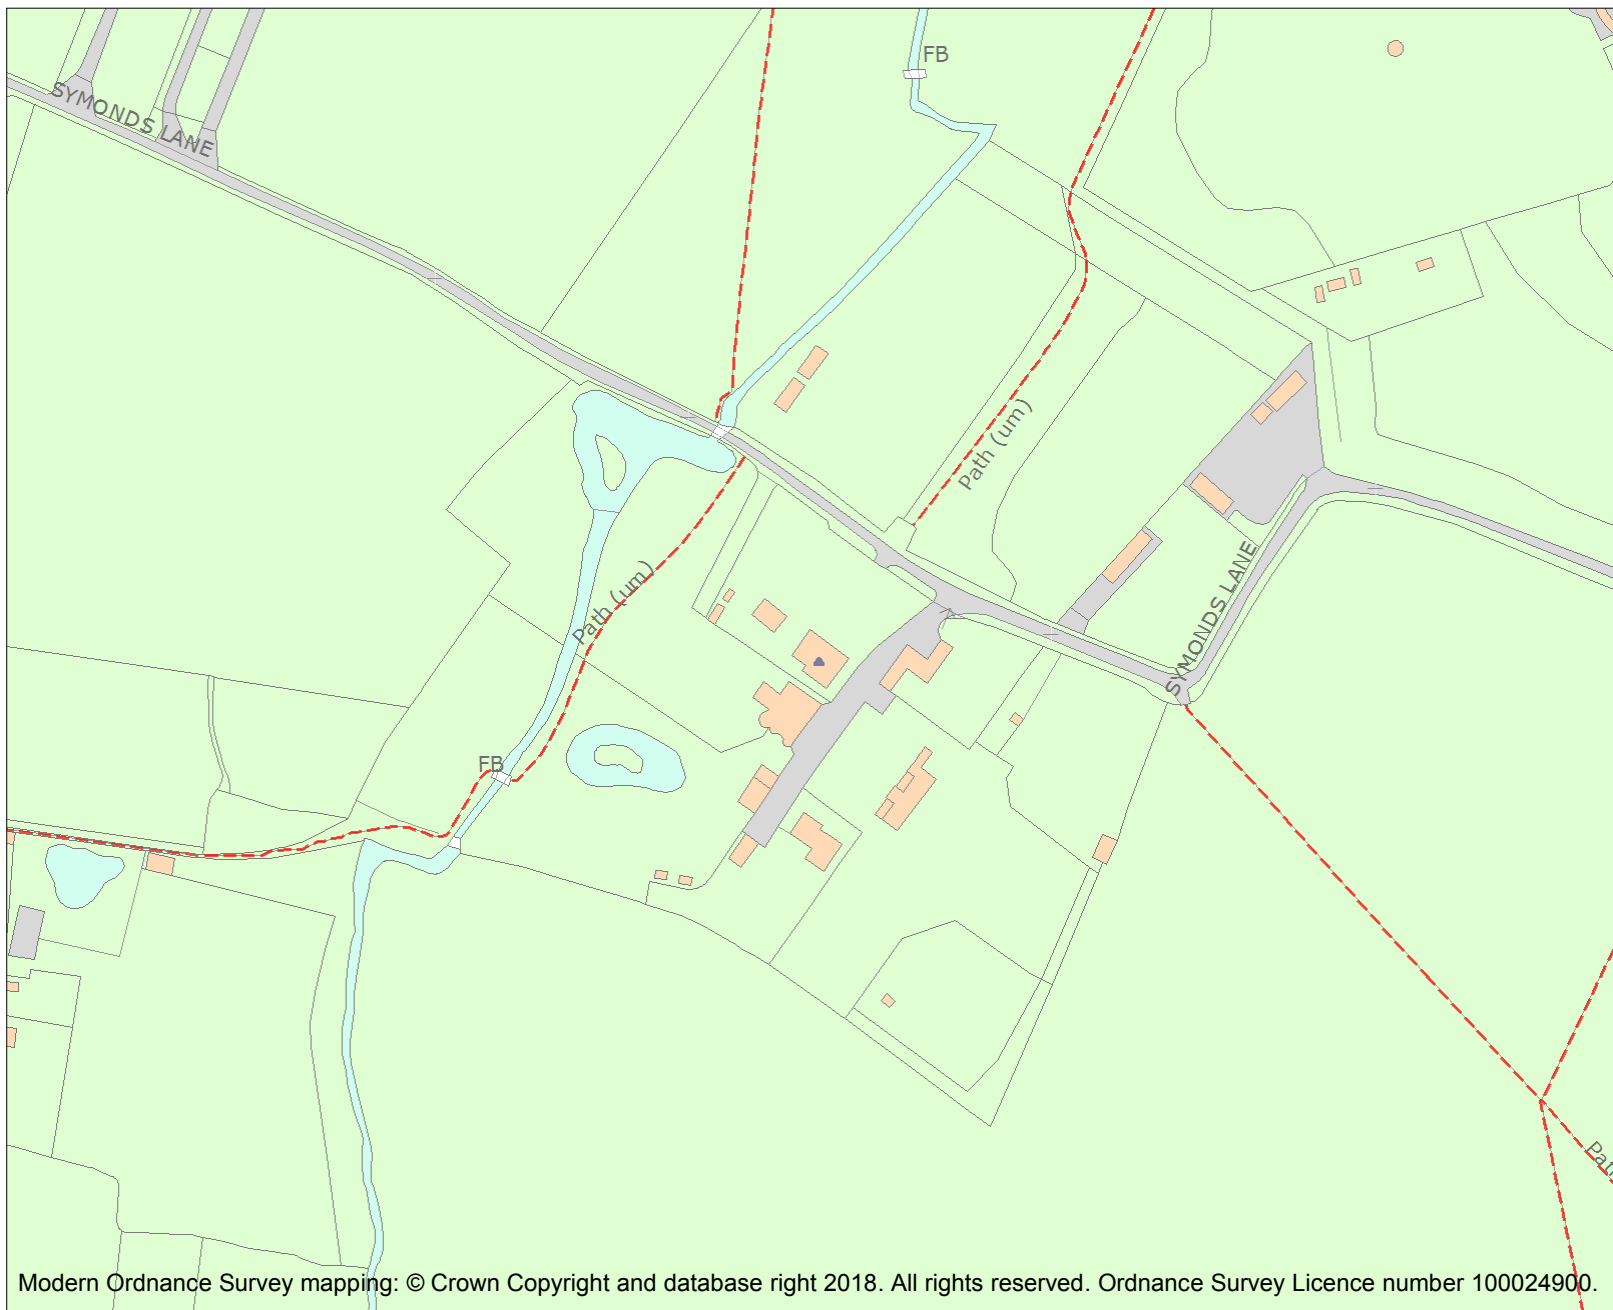 FB
SYMONDS LANE
Path (um)
SYMONDS LANE
Path (um)
FB
Modern Ordnance Survey mapping: © Crown Copyright and database right 2018. All rights reserved. Ordnance Survey Licence number 100024900.